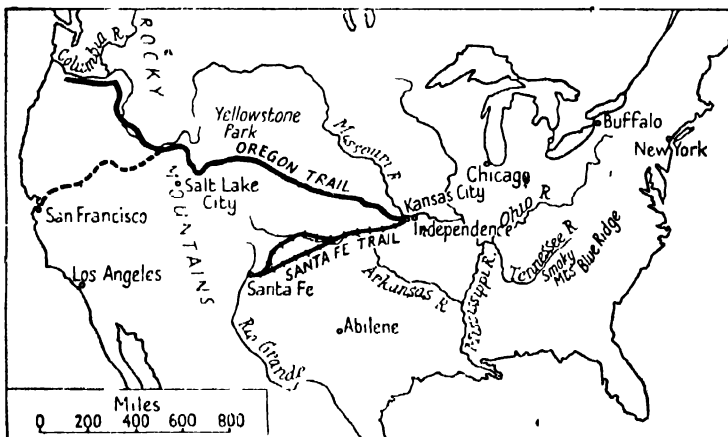 Columbia R
ROCKY
MOUNTAINS
Yellowstone
Park
Missouri R
OREGON TRAIL
Salt Lake
City
San Francisco
Los Angeles
Kansas City
Independence
SANTA FE TRAIL
Santa Fe
Arkansas R
Abilene
Rio Grande
Mississippi R
Chicago
Ohio R
Tennessee R
Smoky
Mts
Blue Ridge
Buffalo
New York
Miles
0 200 400 600 800